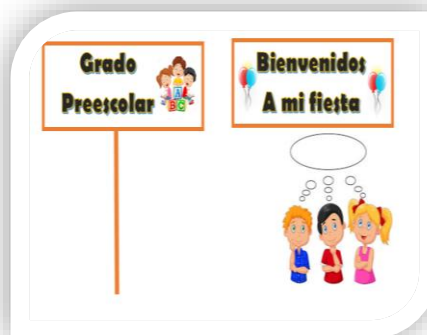 Grado
Preescolar
A
B C
Bienvenidos
A mi fiesta